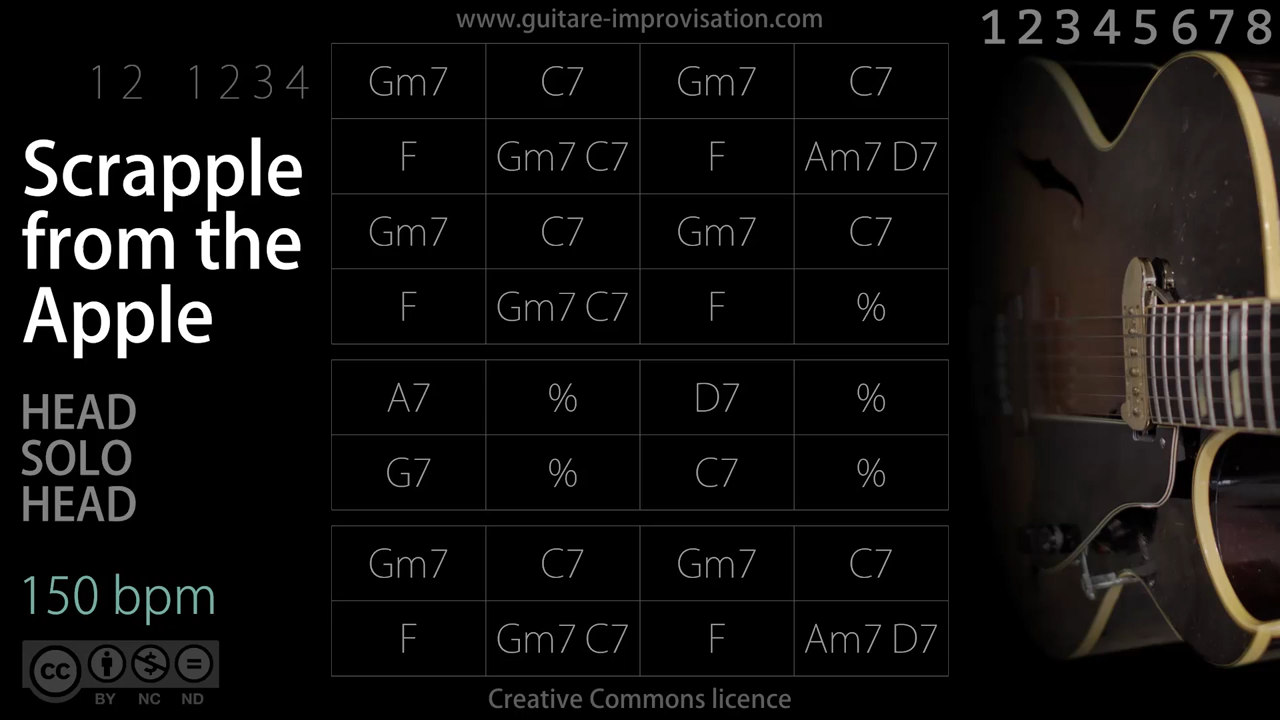 www.guitare-improvisation.com
1 2 3 4 5 6 7 8
1 2 1 2 3 4
Scrapple
from the
Apple
HEAD
SOLO
HEAD
150 bpm
CC BY NC ND
Gm7 C7 Gm7 C7
F Gm7 C7 F Am7 D7
Gm7 C7 Gm7 C7
F Gm7 C7 F %
A7 % D7 %
G7 % C7 %
Gm7 C7 Gm7 C7
F Gm7 C7 F Am7 D7
Creative Commons licence